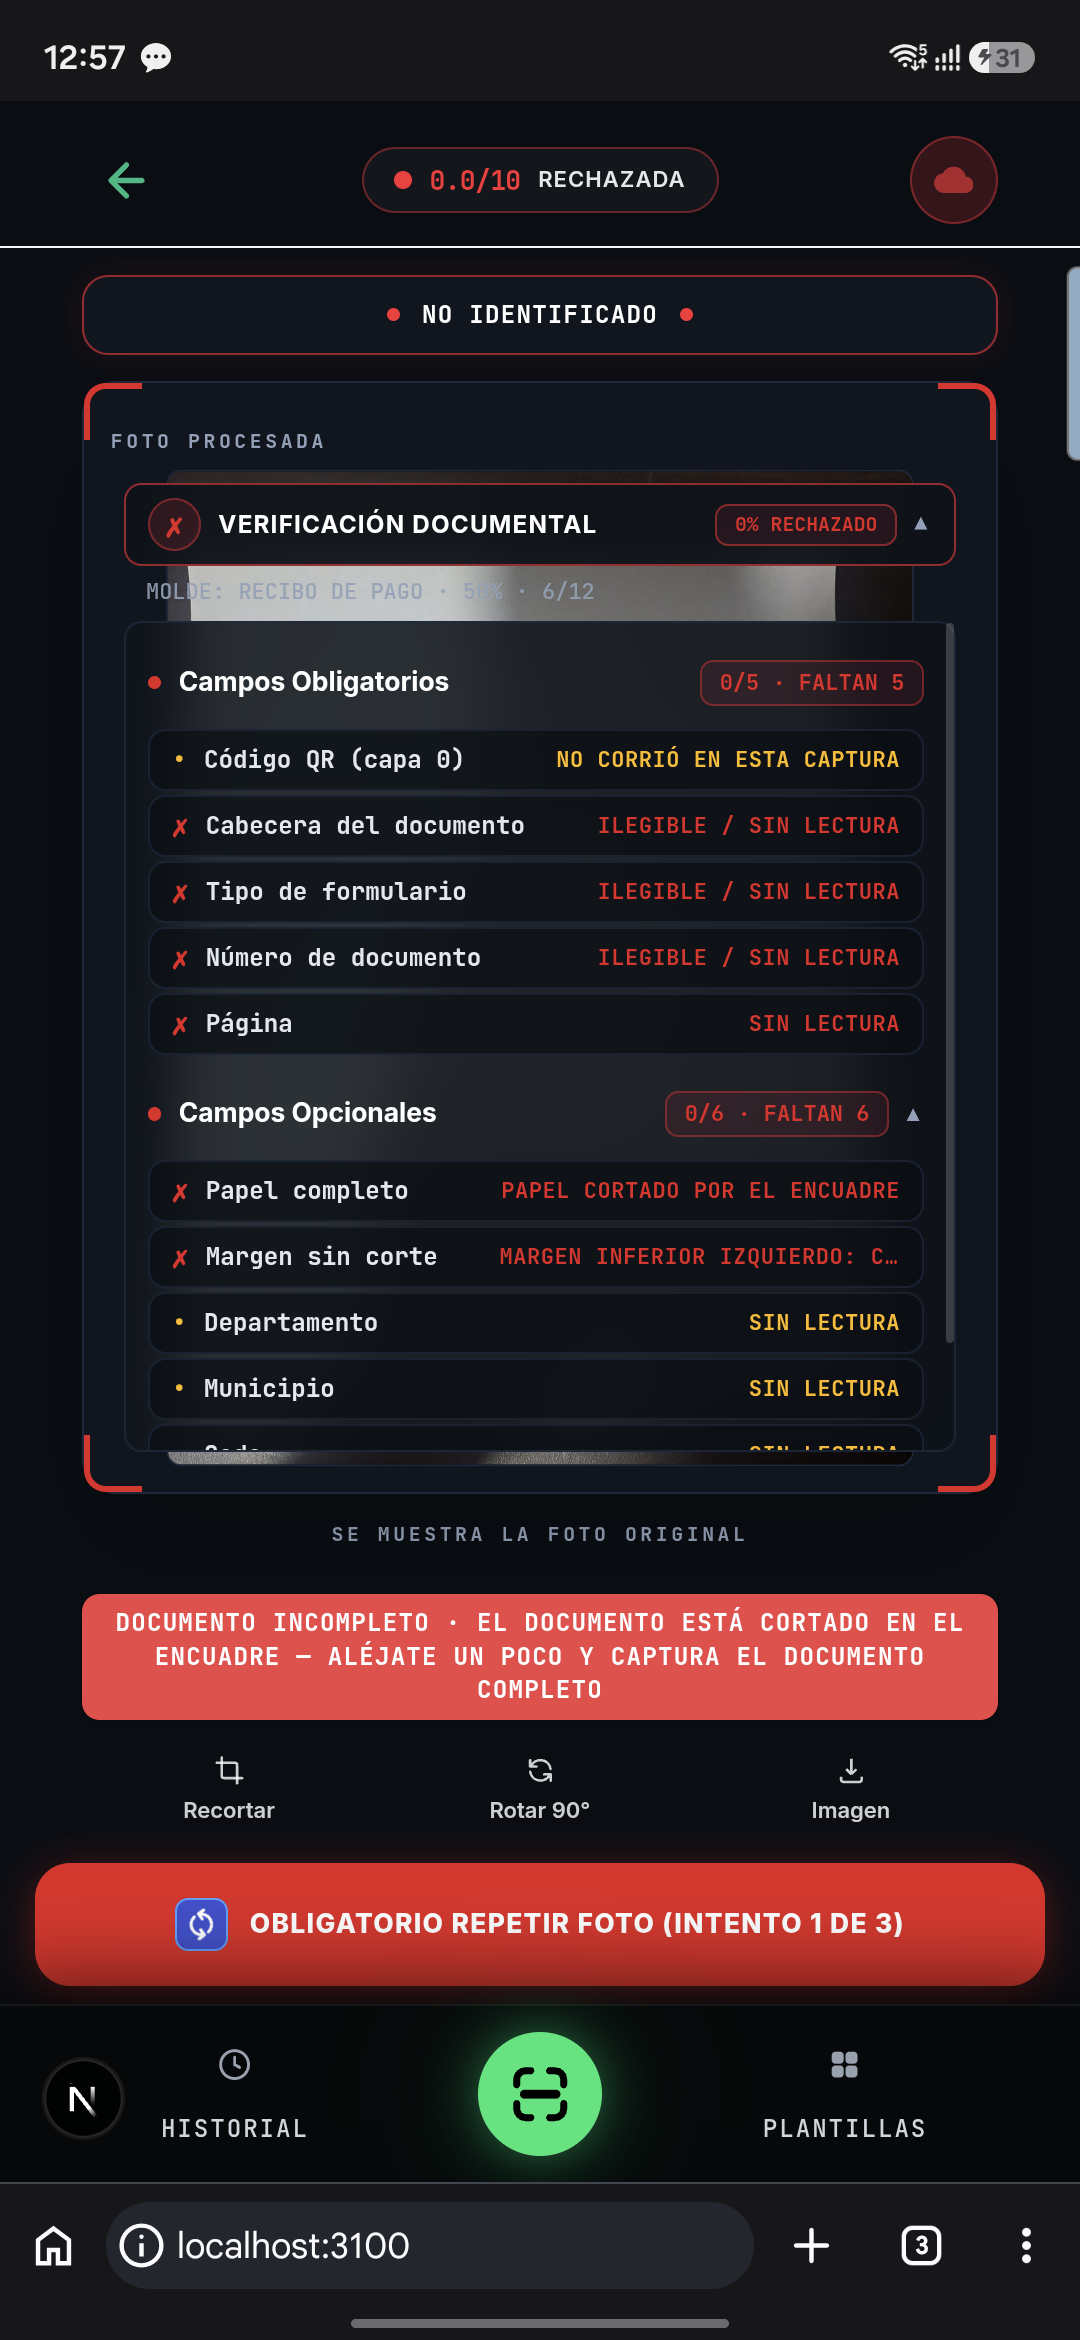 12:57
5
31
0.0/10 RECHAZADA
NO IDENTIFICADO
FOTO PROCESADA
✗ VERIFICACIÓN DOCUMENTAL 0% RECHAZADO ▲
MOLDE: RECIBO DE PAGO · 50% · 6/12
Campos Obligatorios 0/5 · FALTAN 5
• Código QR (capa 0) NO CORRIÓ EN ESTA CAPTURA
✗ Cabecera del documento ILEGIBLE / SIN LECTURA
✗ Tipo de formulario ILEGIBLE / SIN LECTURA
✗ Número de documento ILEGIBLE / SIN LECTURA
✗ Página SIN LECTURA
Campos Opcionales 0/6 · FALTAN 6 ▲
✗ Papel completo PAPEL CORTADO POR EL ENCUADRE
✗ Margen sin corte MARGEN INFERIOR IZQUIERDO: C…
• Departamento SIN LECTURA
• Municipio SIN LECTURA
SIN LECTURA
SE MUESTRA LA FOTO ORIGINAL
DOCUMENTO INCOMPLETO · EL DOCUMENTO ESTÁ CORTADO EN EL
ENCUADRE — ALÉJATE UN POCO Y CAPTURA EL DOCUMENTO
COMPLETO
Recortar Rotar 90° Imagen
OBLIGATORIO REPETIR FOTO (INTENTO 1 DE 3)
N HISTORIAL PLANTILLAS
localhost:3100 3